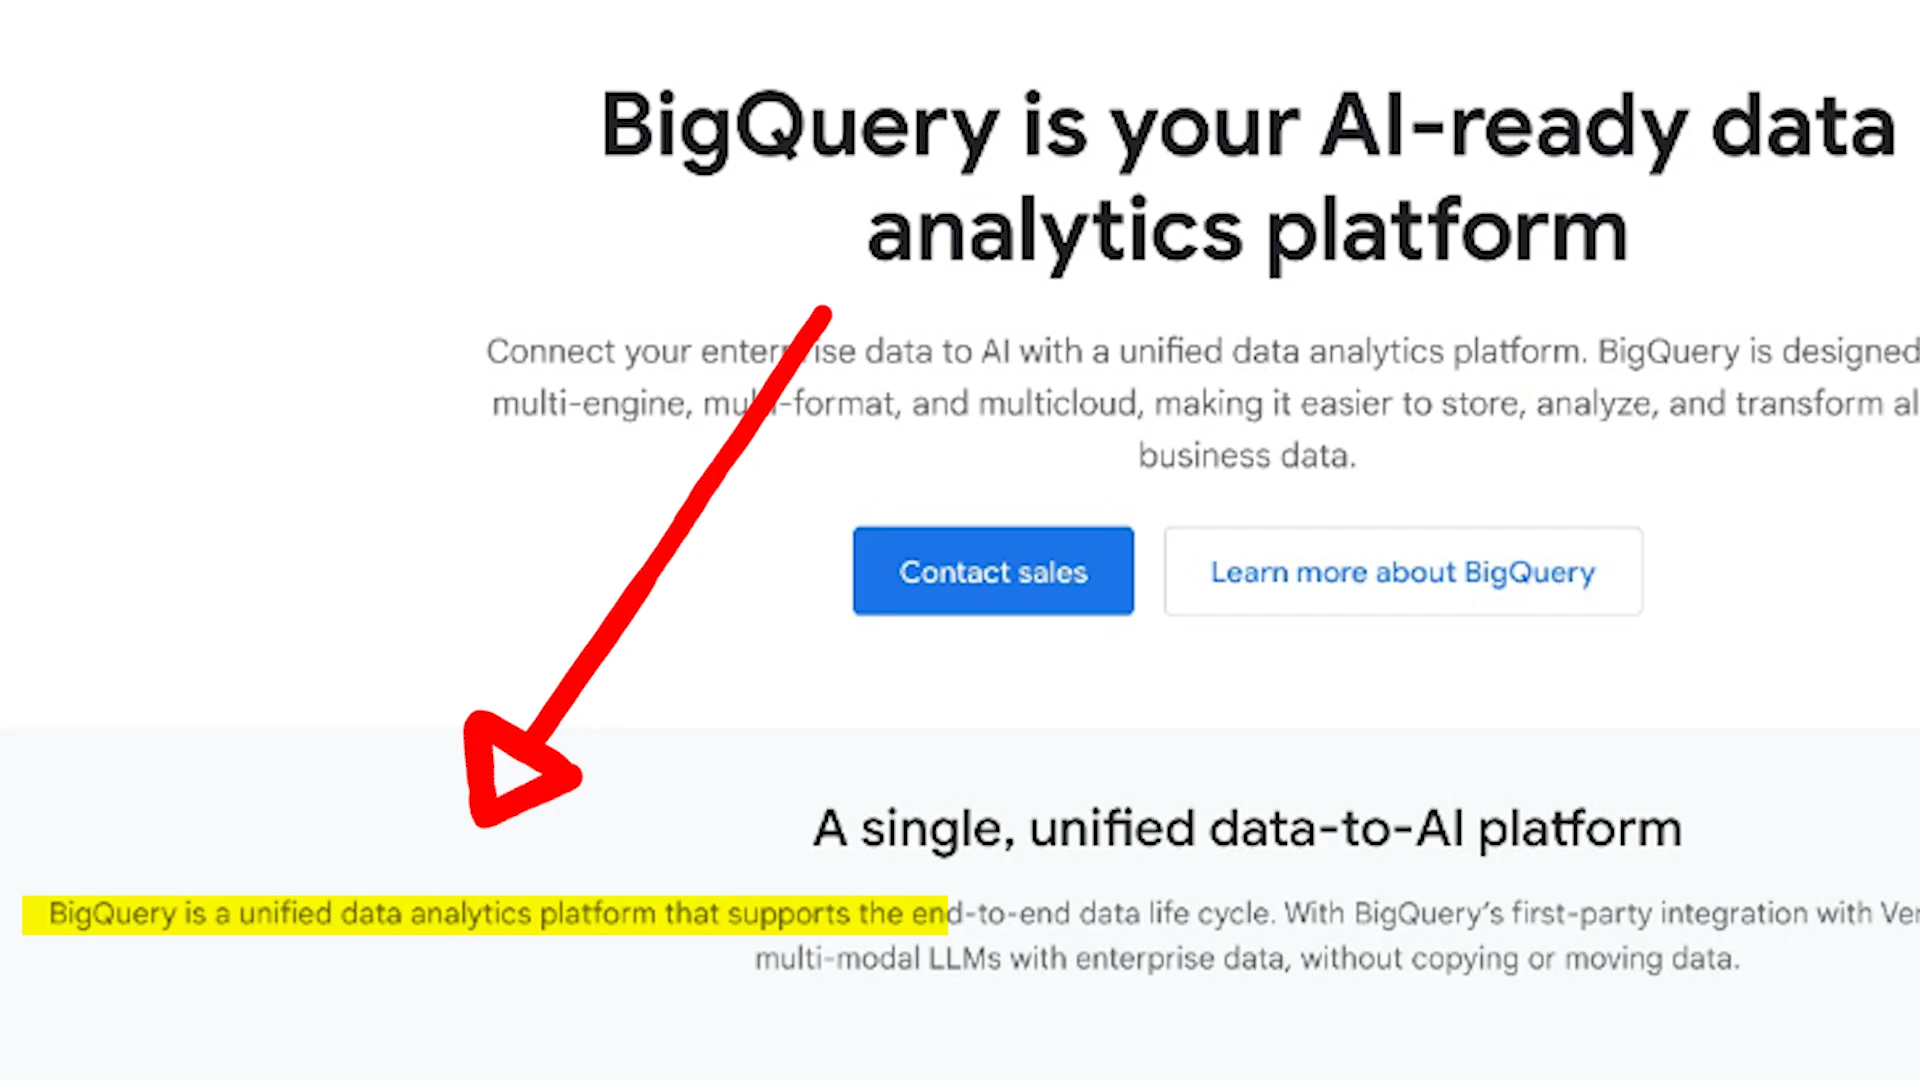 BigQuery is your AI-ready data
analytics platform
Connect your enterprise data to AI with a unified data analytics platform. BigQuery is designed
multi-engine, multi-format, and multicloud, making it easier to store, analyze, and transform al
business data.
Contact sales
Learn more about BigQuery
A single, unified data-to-AI platform
BigQuery is a unified data analytics platform that supports the end-to-end data life cycle. With BigQuery's first-party integration with Ver
multi-modal LLMs with enterprise data, without copying or moving data.